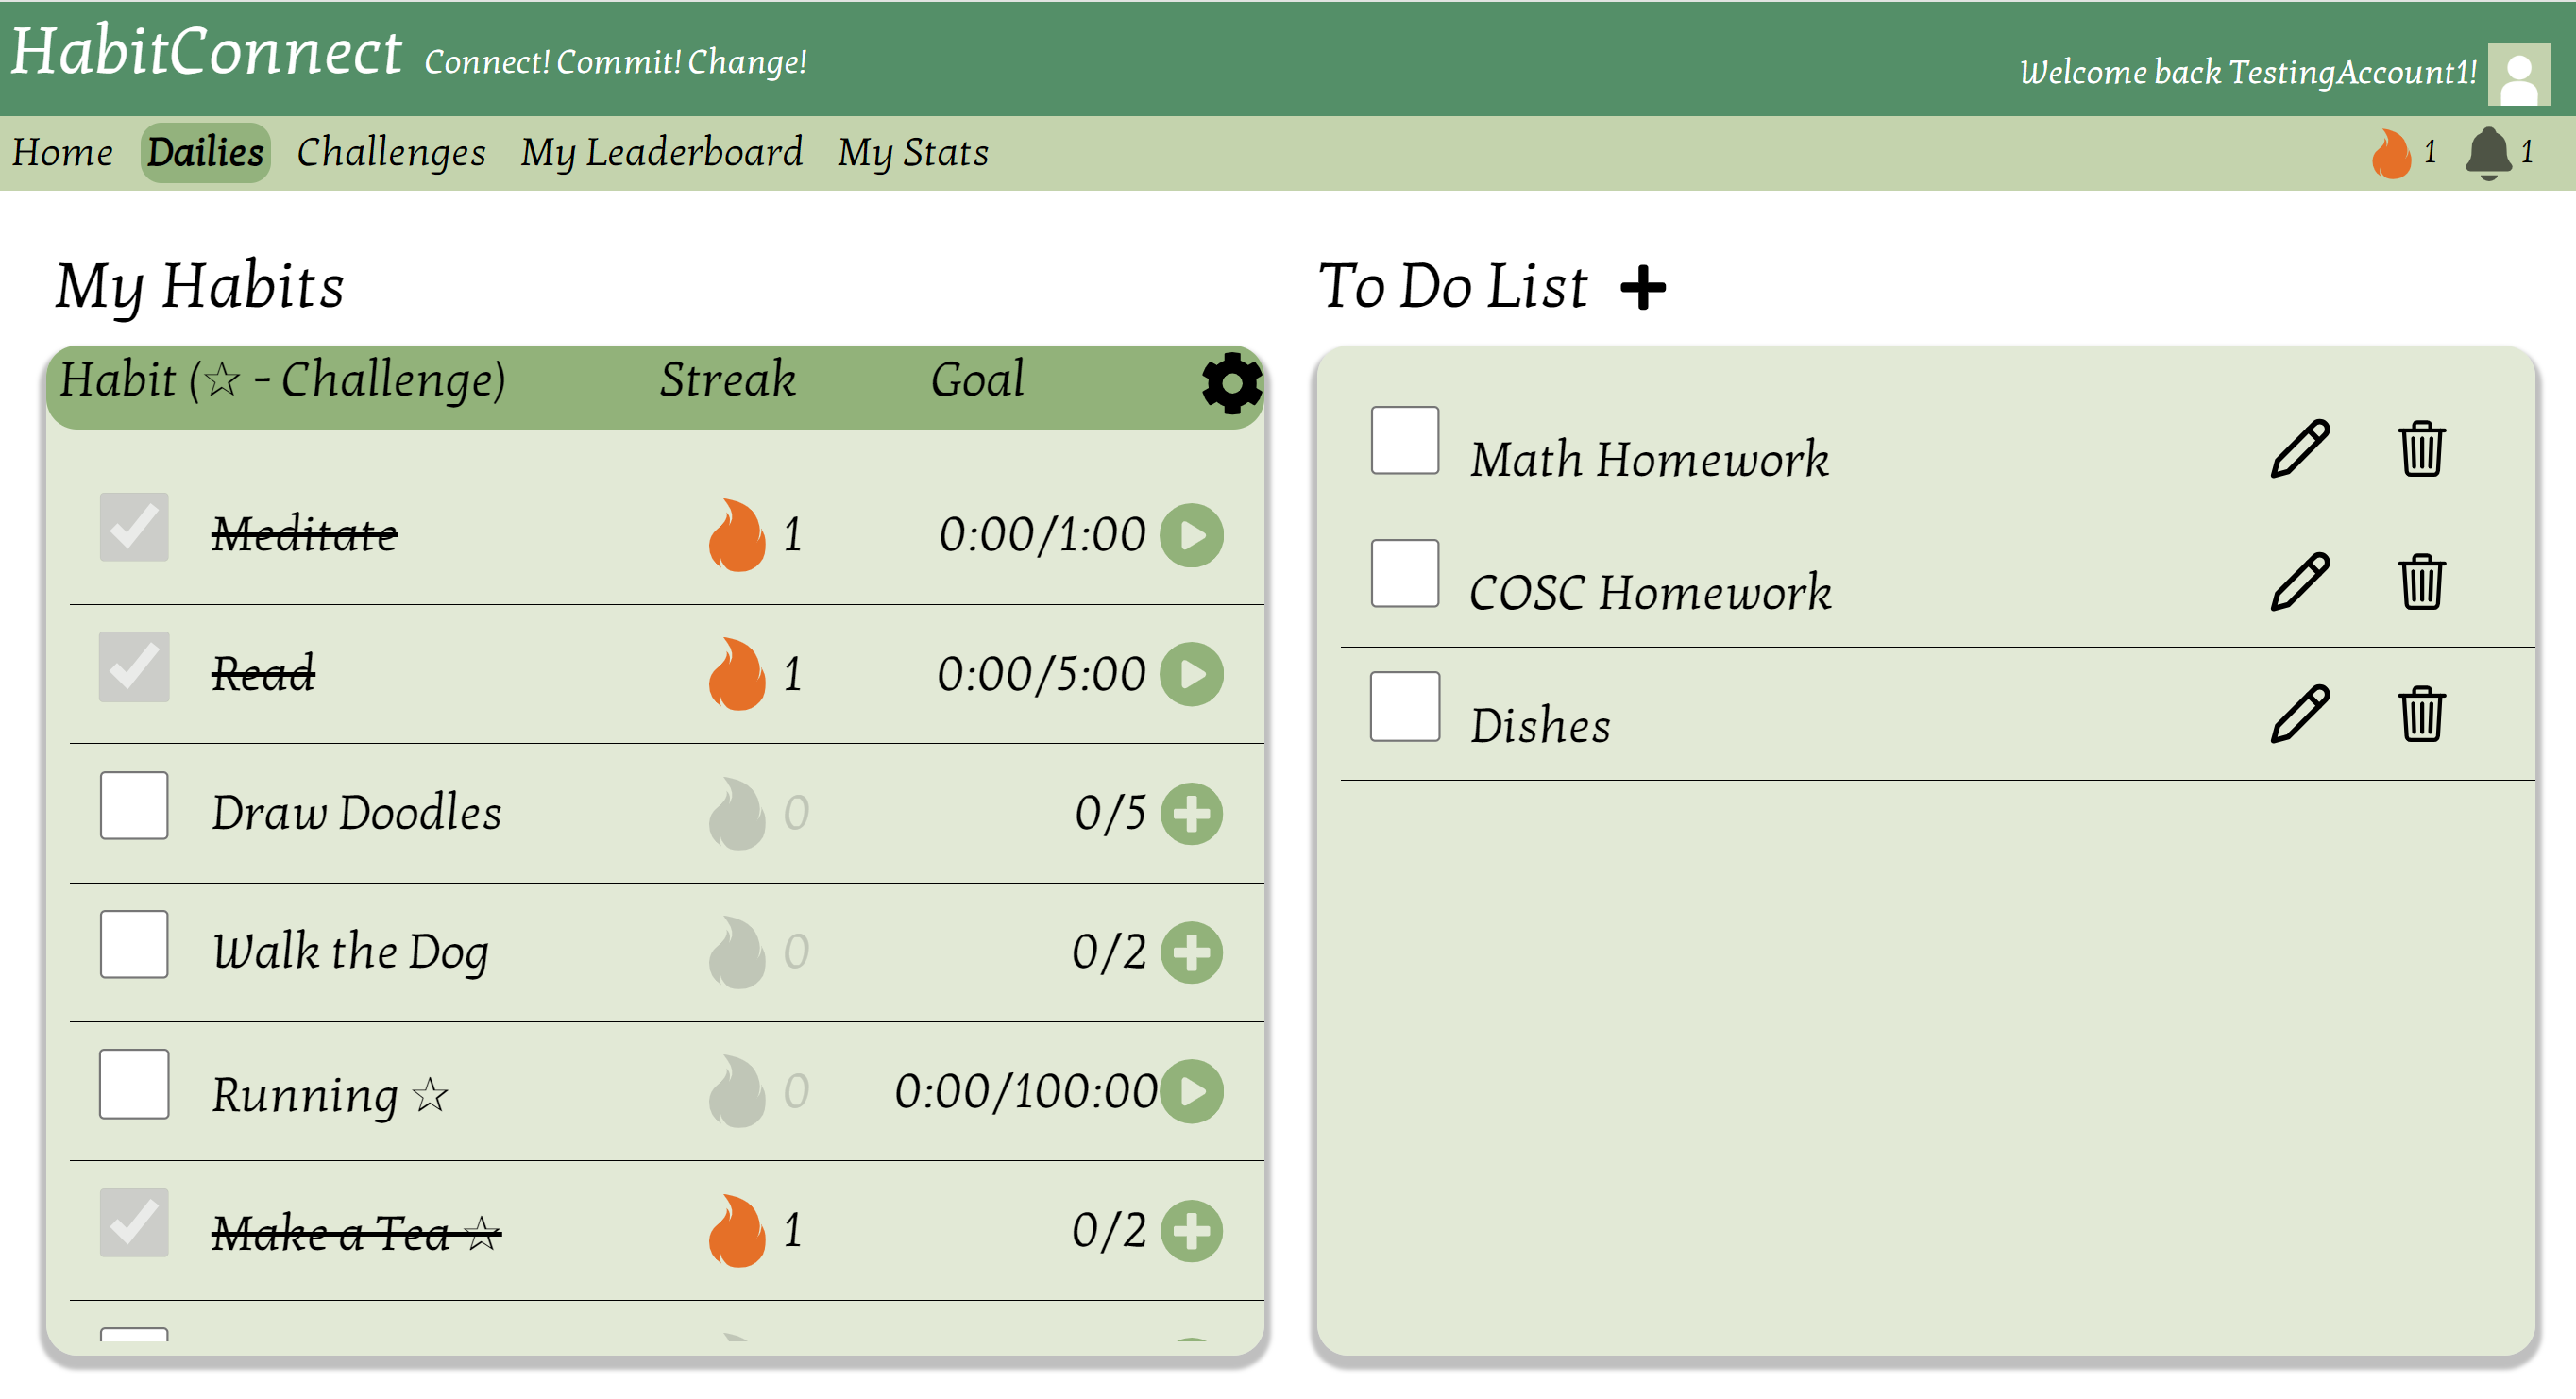 HabitConnect Connect! Commit! Change!
Welcome back TestingAccount1!
Home Dailies Challenges My Leaderboard My Stats 1 1
My Habits
Habit (☆ - Challenge) Streak Goal
Meditate 1 0:00/1:00
Read 1 0:00/5:00
Draw Doodles 0 0/5
Walk the Dog 0 0/2
Running ☆ 0 0:00/100:00
Make a Tea ☆ 1 0/2
To Do List
Math Homework
COSC Homework
Dishes